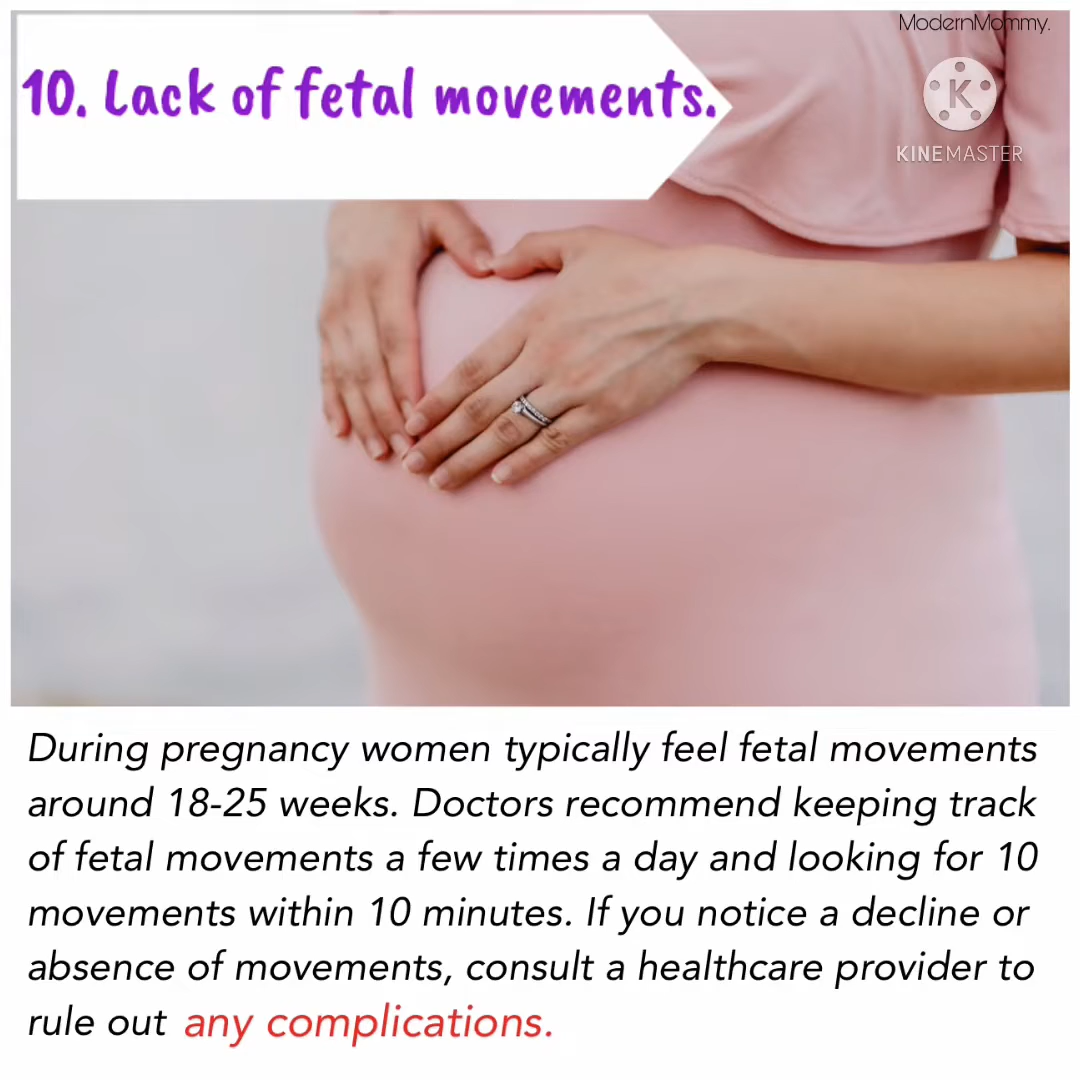 ModernMommy.
10. Lack of fetal movements.
K
KINEMASTER
During pregnancy women typically feel fetal movements
around 18-25 weeks. Doctors recommend keeping track
of fetal movements a few times a day and looking for 10
movements within 10 minutes. If you notice a decline or
absence of movements, consult a healthcare provider to
rule out any complications.